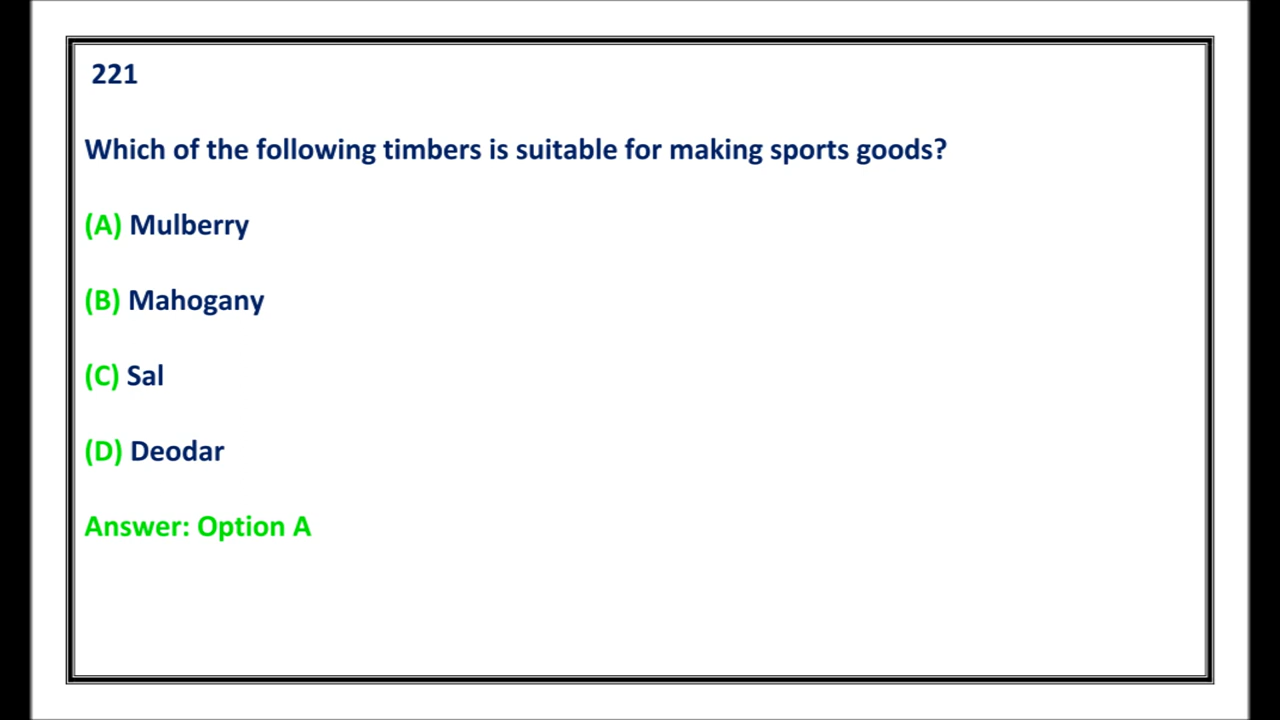 221
Which of the following timbers is suitable for making sports goods?
(A) Mulberry
(B) Mahogany
(C) Sal
(D) Deodar
Answer: Option A